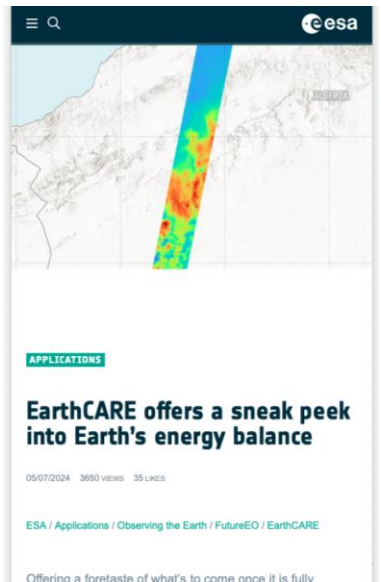 esa
ALGERIA
APPLICATIONS
EarthCARE offers a sneak peek
into Earth's energy balance
05/07/2024 3650 VIEWS 35 LIKES
ESA / Applications / Observing the Earth / FutureEO / EarthCARE
Offering a foretaste of what's to come once it is fully